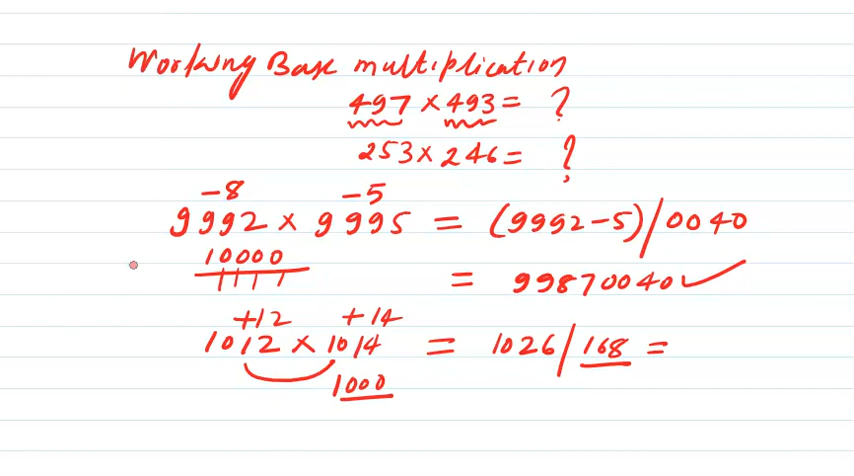 Working Base multiplication
497 × 493 = ?
253 × 246 = ?
-8 -5
9992 × 9995 = (9992-5)/0040
10000
= 99870040 ✓
+12 +14
1012 × 1014 = 1026/168 =
1000